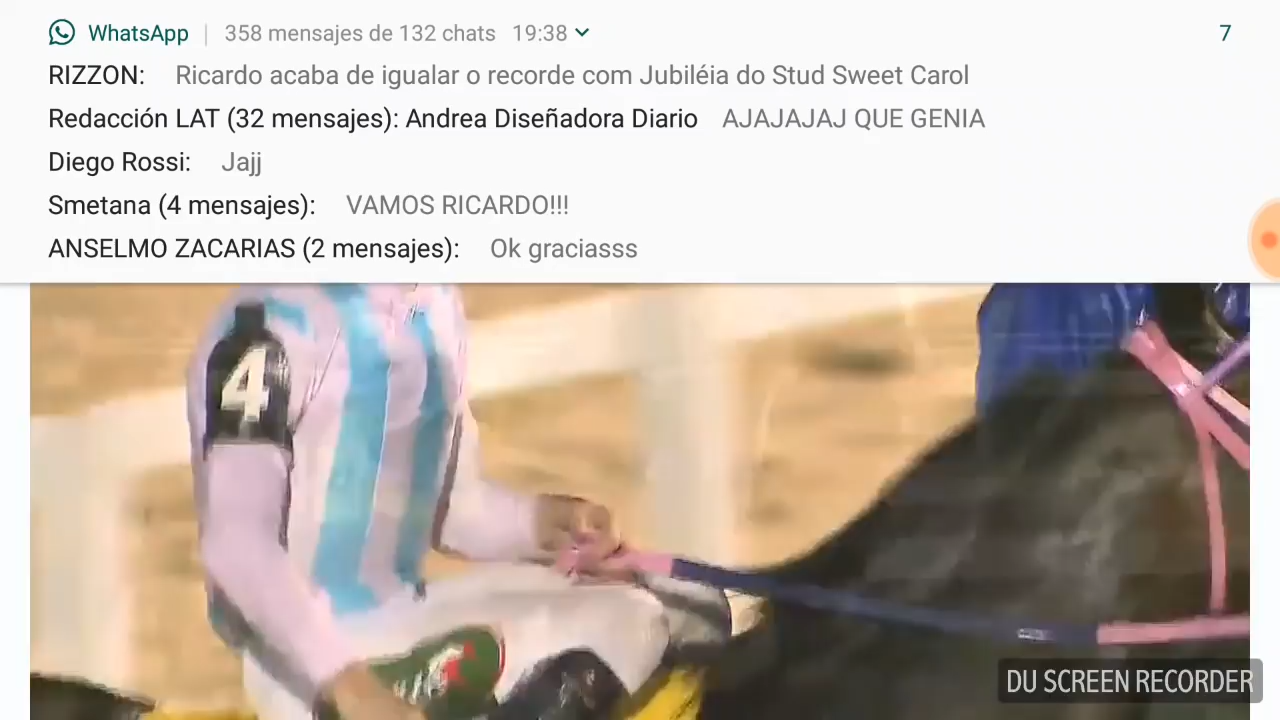 WhatsApp | 358 mensajes de 132 chats 19:38 7
RIZZON: Ricardo acaba de igualar o recorde com Jubiléia do Stud Sweet Carol
Redacción LAT (32 mensajes): Andrea Diseñadora Diario AJAJAJAJ QUE GENIA
Diego Rossi: Jajj
Smetana (4 mensajes): VAMOS RICARDO!!!
ANSELMO ZACARIAS (2 mensajes): Ok graciasss
4
DU SCREEN RECORDER